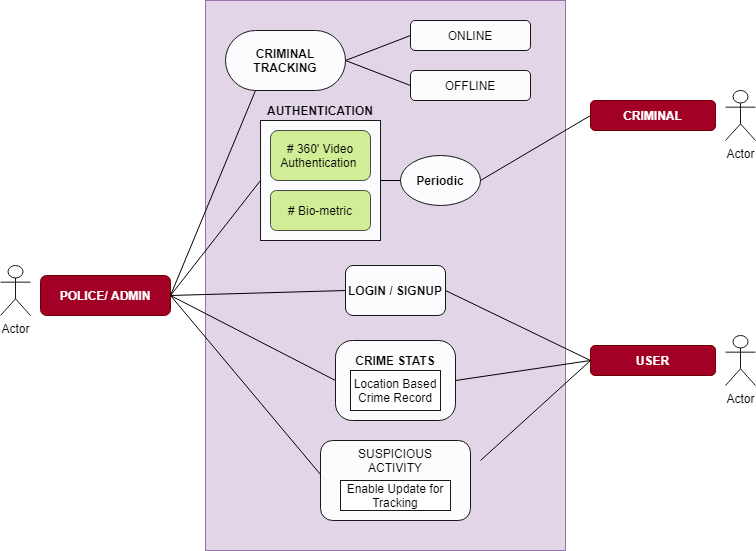 CRIMINAL
TRACKING
ONLINE
OFFLINE
AUTHENTICATION
# 360' Video
Authentication
# Bio-metric
Periodic
CRIMINAL
Actor
POLICE/ ADMIN
Actor
LOGIN / SIGNUP
CRIME STATS
Location Based
Crime Record
USER
Actor
SUSPICIOUS
ACTIVITY
Enable Update for
Tracking